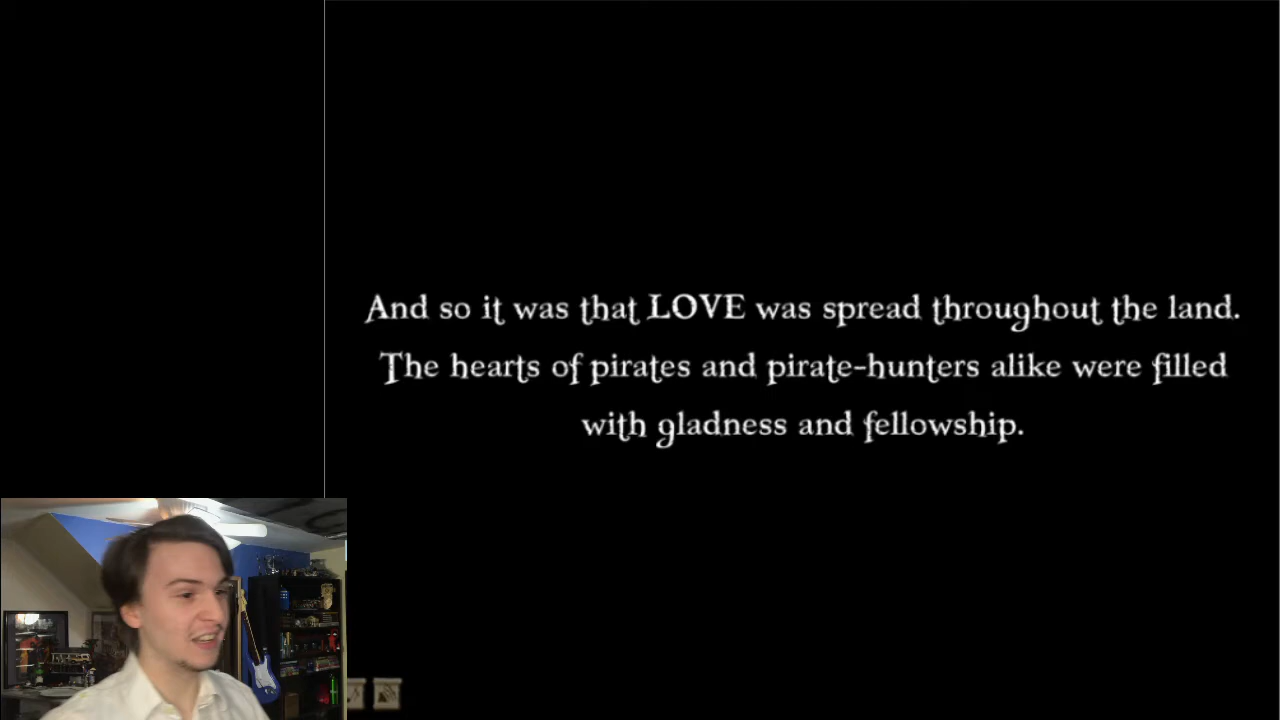 And so it was that LOVE was spread throughout the land.
The hearts of pirates and pirate-hunters alike were filled
with gladness and fellowship.